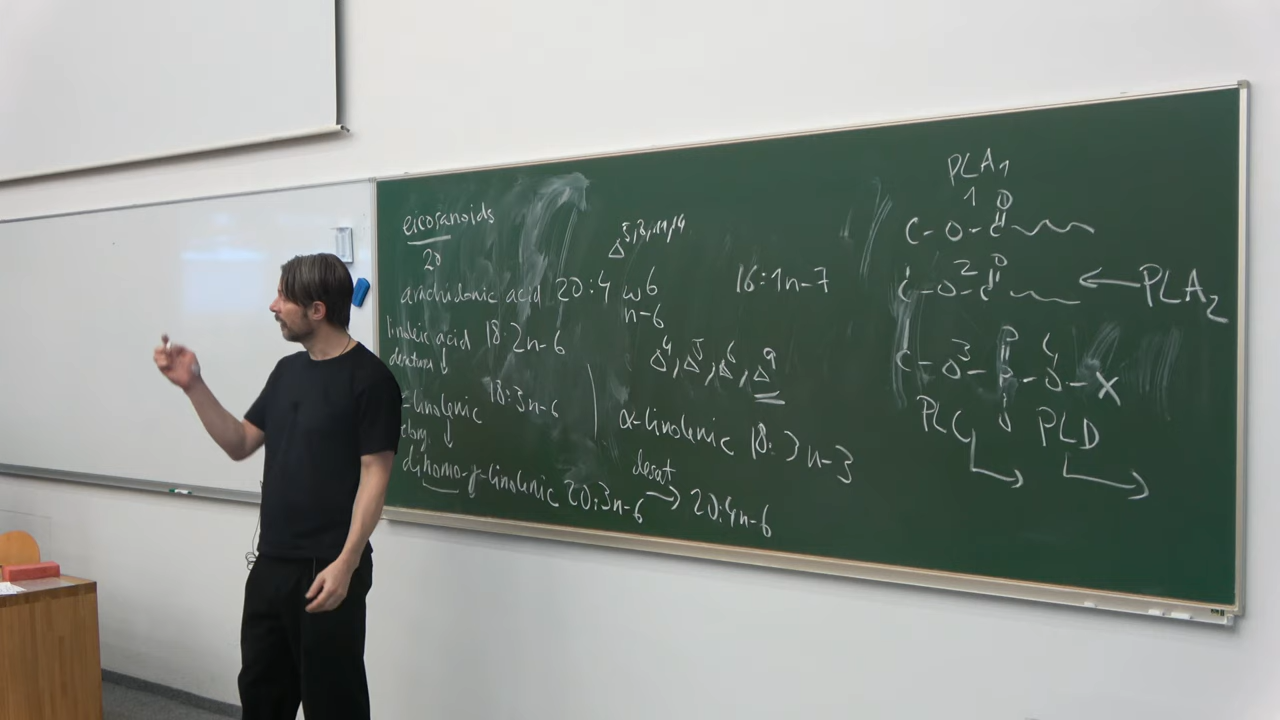 eicosanoids
20
Δ5,8,11,14
arachidonic acid 20:4 ω6
n-6
linoleic acid 18:2n-6
desatura ↓
18:3n-6
-linolenic
elong. ↓
dihomo-γ-linolenic 20:3n-6 desat → 20:4n-6
16:1n-7
Δ4, Δ5, Δ6, Δ9
α-linolenic 18:3n-3
PLA1
1 O
C-O-C
2 O
C-O-C ← PLA2
3 O 4
C-O-P-O-X
O
PLC PLD